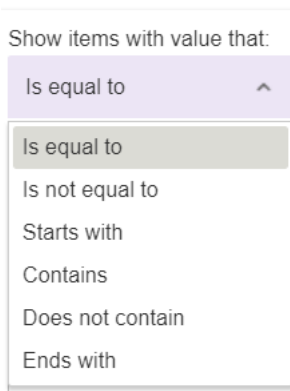 Show items with value that:
Is equal to
Is equal to
Is not equal to
Starts with
Contains
Does not contain
Ends with